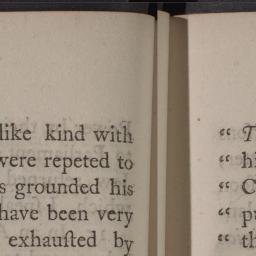 like kind with
were repeted to
s grounded his
have been very
exhauſted by
“ T
“ hi
“ C
“ pu
“ th